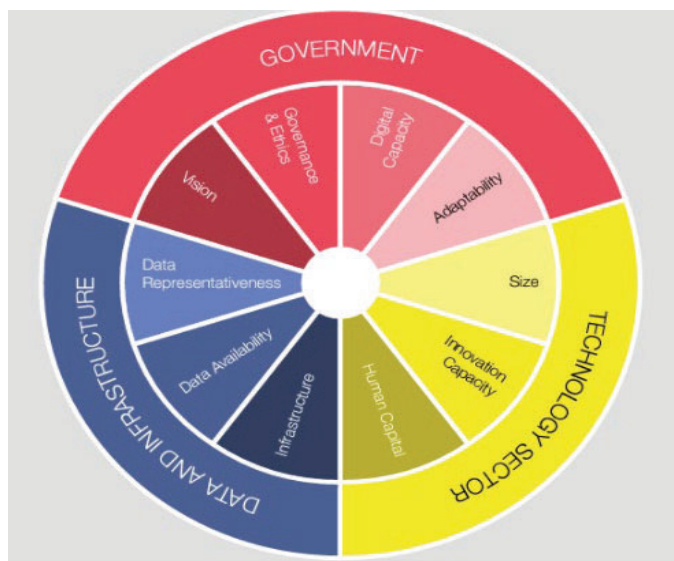 GOVERNMENT
Governance
& Ethics
Digital
Capacity
Vision
Adaptability
Data
Representativeness
Size
Data Availability
Innovation
Capacity
Infrastructure
Human Capital
DATA AND INFRASTRUCTURE
TECHNOLOGY SECTOR